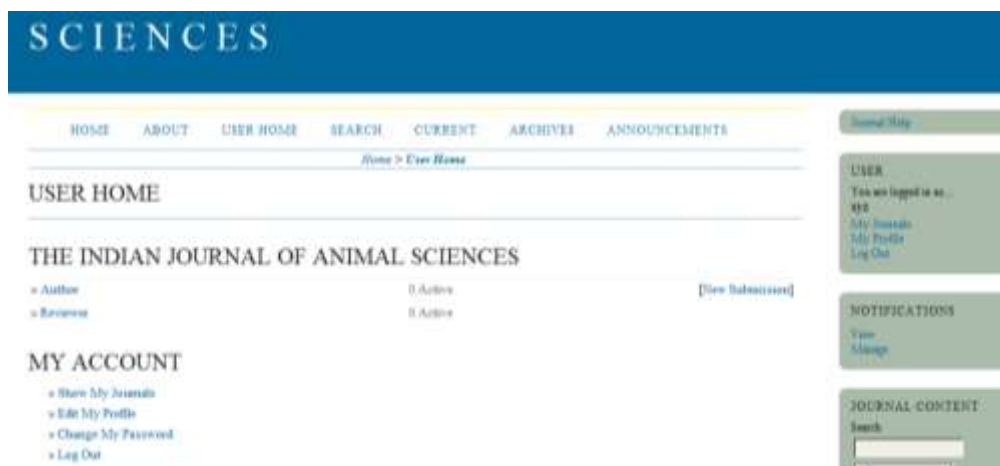 SCIENCES
HOME ABOUT USER HOME SEARCH CURRENT ARCHIVES ANNOUNCEMENTS
Home > User Home
USER HOME
THE INDIAN JOURNAL OF ANIMAL SCIENCES
» Author 0 Active [New Submission]
» Reviewer 0 Active
MY ACCOUNT
» Show My Journals
» Edit My Profile
» Change My Password
» Log Out
Journal Help
USER
You are logged in as...
xyz
My Journals
My Profile
Log Out
NOTIFICATIONS
View
Manage
JOURNAL CONTENT
Search